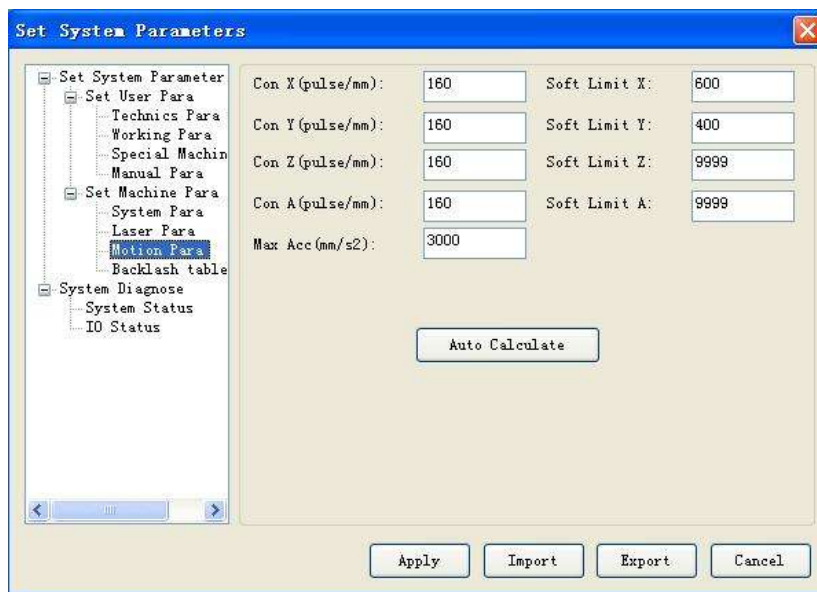 Set System Parameters
Set System Parameter
Set User Para
Technics Para
Working Para
Special Machin
Manual Para
Set Machine Para
System Para
Laser Para
Motion Para
Backlash table
System Diagnose
System Status
IO Status
Con X(pulse/mm): 160 Soft Limit X: 600
Con Y(pulse/mm): 160 Soft Limit Y: 400
Con Z(pulse/mm): 160 Soft Limit Z: 9999
Con A(pulse/mm): 160 Soft Limit A: 9999
Max Acc(mm/s2): 3000
Auto Calculate
Apply Import Export Cancel